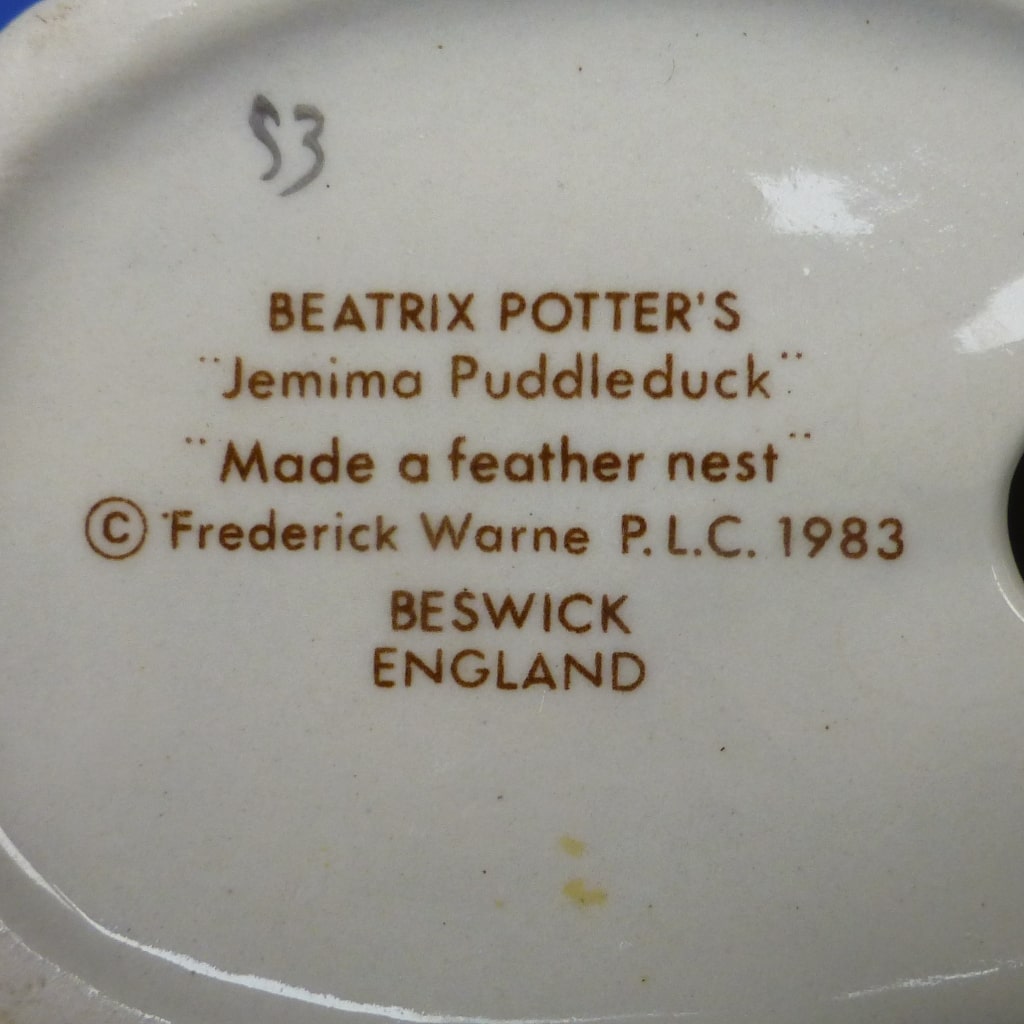 53
BEATRIX POTTER'S
"Jemima Puddleduck"
"Made a feather nest"
© Frederick Warne P.L.C. 1983
BESWICK
ENGLAND